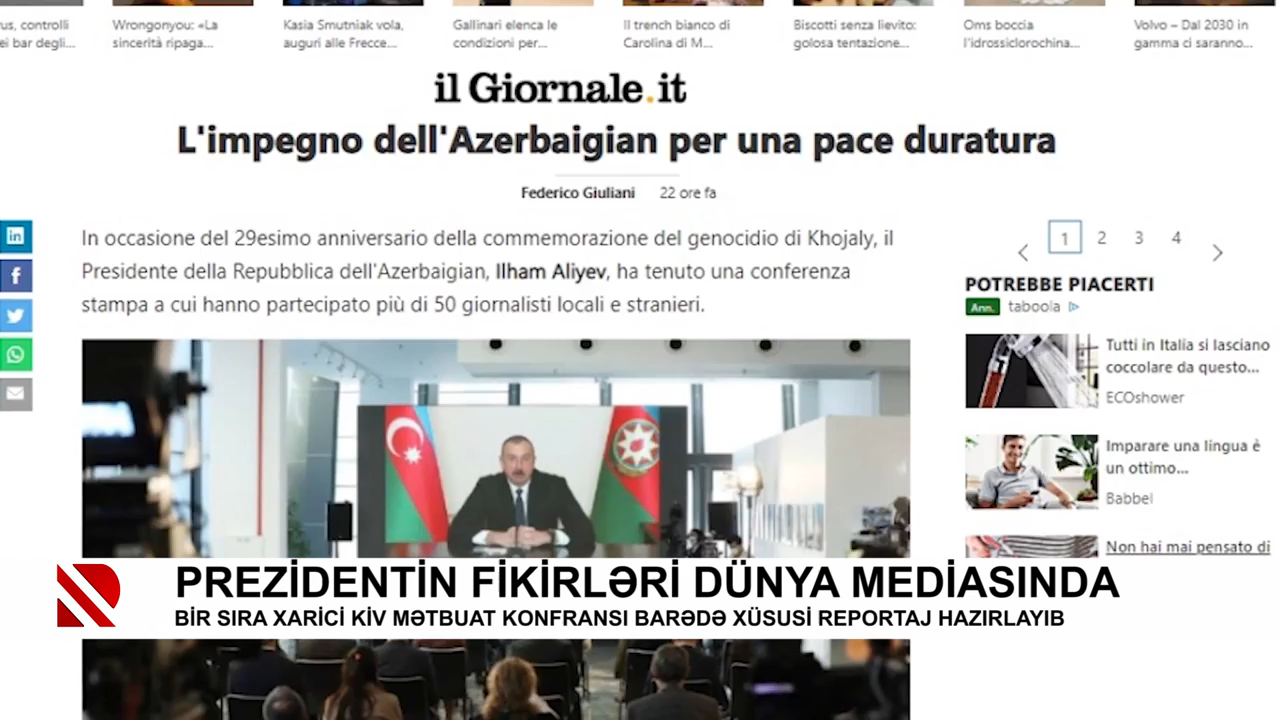 us, controlli
ei bar degli...
Wrongonyou: «La
sincerità ripaga...
Kasia Smutniak vola,
auguri alle Frecce...
Gallinari elenca le
condizioni per...
Il trench bianco di
Carolina di M...
Biscotti senza lievito:
golosa tentazione...
Oms boccia
l'idrossiclorochina...
Volvo – Dal 2030 in
gamma ci saranno...
il Giornale.it
L'impegno dell'Azerbaigian per una pace duratura
Federico Giuliani 22 ore fa
In occasione del 29esimo anniversario della commemorazione del genocidio di Khojaly, il
Presidente della Repubblica dell'Azerbaigian, Ilham Aliyev, ha tenuto una conferenza
stampa a cui hanno partecipato più di 50 giornalisti locali e stranieri.
1 2 3 4
POTREBBE PIACERTI
Ann. taboola
Tutti in Italia si lasciano
coccolare da questo...
ECOshower
Imparare una lingua è
un ottimo...
Babbel
Non hai mai pensato di
PREZİDENTİN FİKİRLƏRİ DÜNYA MEDİASINDA
BİR SIRA XARİCİ KİV MƏTBUAT KONFRANSI BARƏDƏ XÜSUSİ REPORTAJ HAZIRLAYIB